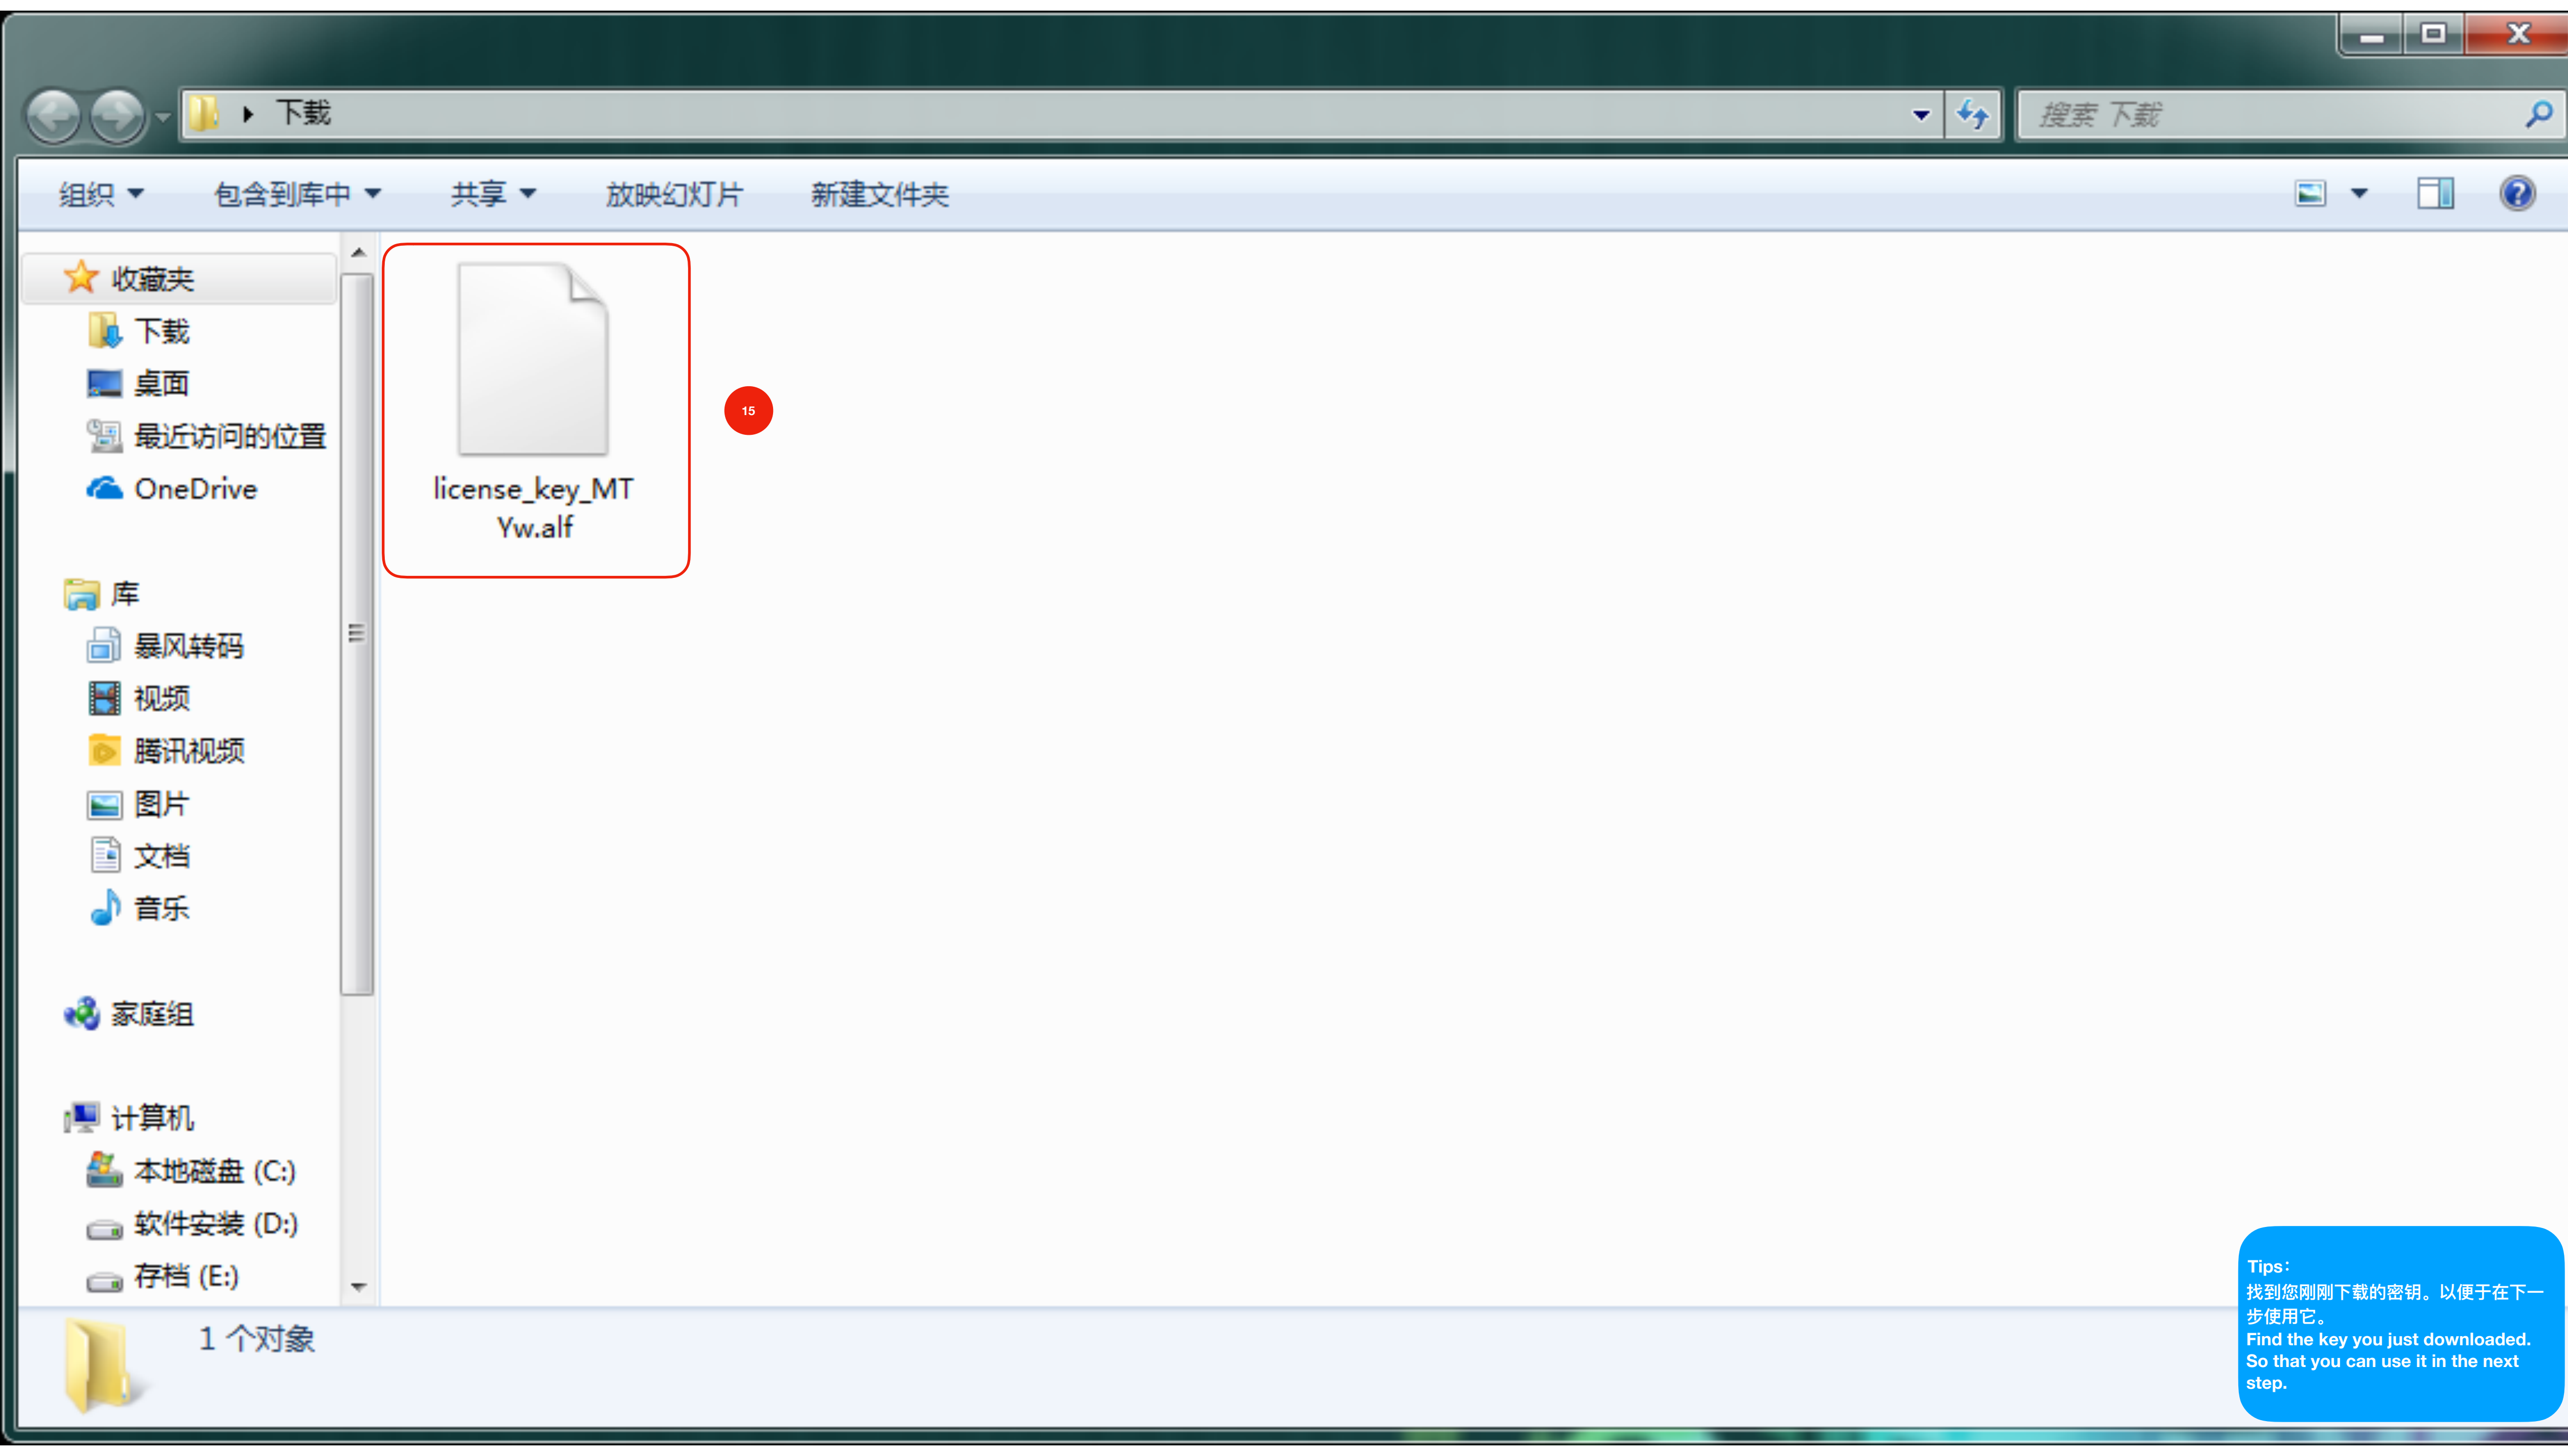 下载
搜索 下载
组织
包含到库中
共享
放映幻灯片
新建文件夹
收藏夹
下载
桌面
最近访问的位置
OneDrive
库
暴风转码
视频
腾讯视频
图片
文档
音乐
家庭组
计算机
本地磁盘 (C:)
软件安装 (D:)
存档 (E:)
license_key_MT
Yw.alf
15
1 个对象
Tips：
找到您刚刚下载的密钥。以便于在下一
步使用它。
Find the key you just downloaded.
So that you can use it in the next
step.